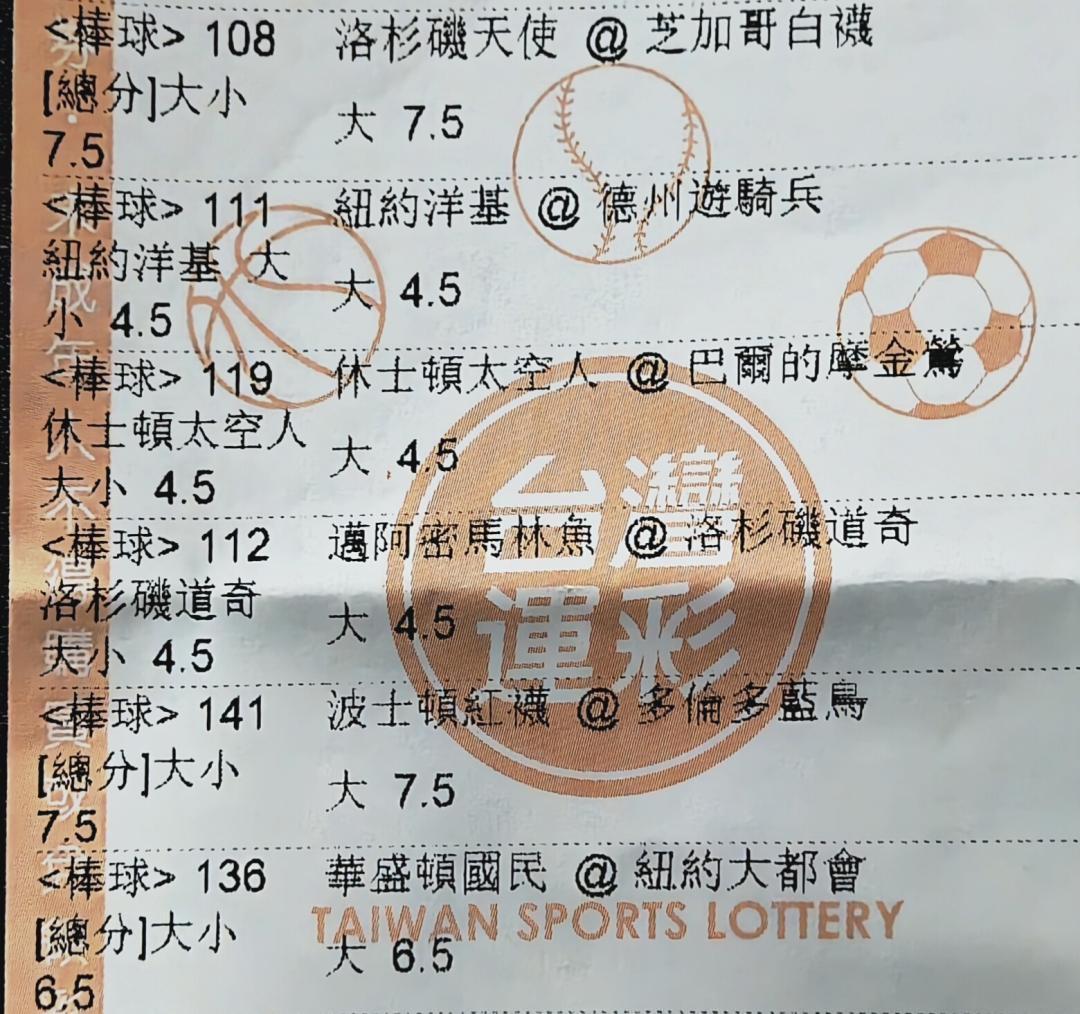 <棒球> 108 洛杉磯天使 @ 芝加哥白襪
[總分]大小
大 7.5
7.5
<棒球> 111 紐約洋基 @ 德州遊騎兵
紐約洋基 大
大 4.5
小 4.5
<棒球> 119 休士頓太空人 @ 巴爾的摩金鶯
休士頓太空人
大 4.5
大小 4.5
<棒球> 112 邁阿密馬林魚 @ 洛杉磯道奇
洛杉磯道奇
大 4.5
大小 4.5
<棒球> 141 波士頓紅襪 @ 多倫多藍鳥
[總分]大小
大 7.5
7.5
<棒球> 136 華盛頓國民 @ 紐約大都會
[總分]大小
大 6.5
6.5
台灣
運彩
TAIWAN SPORTS LOTTERY